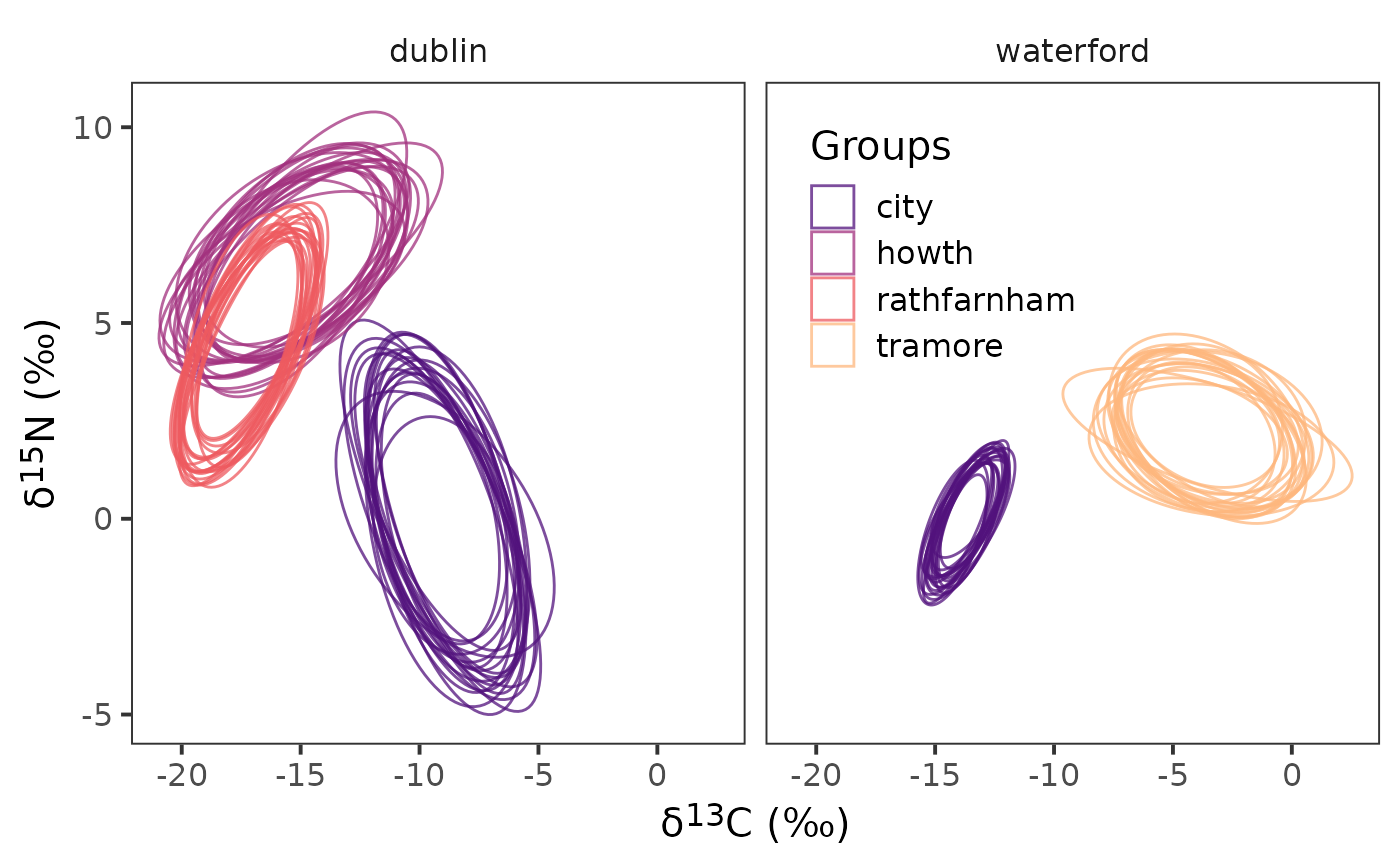 dublin
waterford
10
5
0
-5
δ15N (‰)
Groups
city
howth
rathfarnham
tramore
-20 -15 -10 -5 0
-20 -15 -10 -5 0
δ13C (‰)